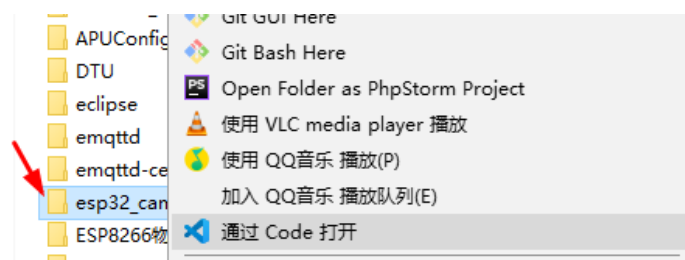 APUConfig
DTU
eclipse
emqttd
emqttd-ce
esp32_can
ESP8266物
Git GUI Here
Git Bash Here
Open Folder as PhpStorm Project
使用 VLC media player 播放
使用 QQ音乐 播放(P)
加入 QQ音乐 播放队列(E)
通过 Code 打开